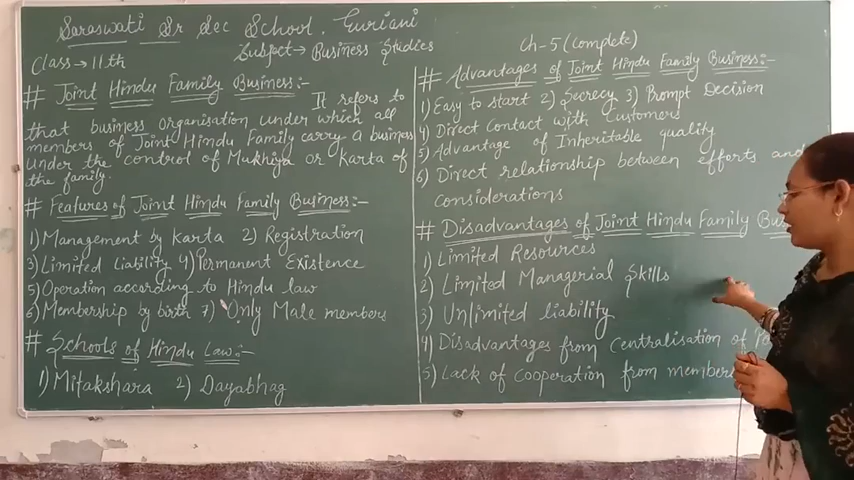 Saraswati Sr Sec School, Guriani
Subject → Business Studies
Class → 11th
# Joint Hindu Family Business:-
It refers to
that business organisation under which all
members of Joint Hindu Family carry a business
under the control of Mukhiya or Karta of
the family.
# Features of Joint Hindu Family Business:-
1) Management by Karta 2) Registration
3) Limited Liability 4) Permanent Existence
5) Operation according to Hindu law
6) Membership by birth 7) Only Male members
# Schools of Hindu Law:-
1) Mitakshara 2) Dayabhag
Ch-5 (complete)
# Advantages of Joint Hindu Family Business:-
1) Easy to start 2) Secrecy 3) Prompt Decision
4) Direct Contact with Customers
5) Advantage of Inheritable quality
6) Direct relationship between efforts and
considerations
# Disadvantages of Joint Hindu Family
1) Limited Resources
2) Limited Managerial Skills
3) Unlimited liability
4) Disadvantages from Centralisation of
5) Lack of cooperation from members